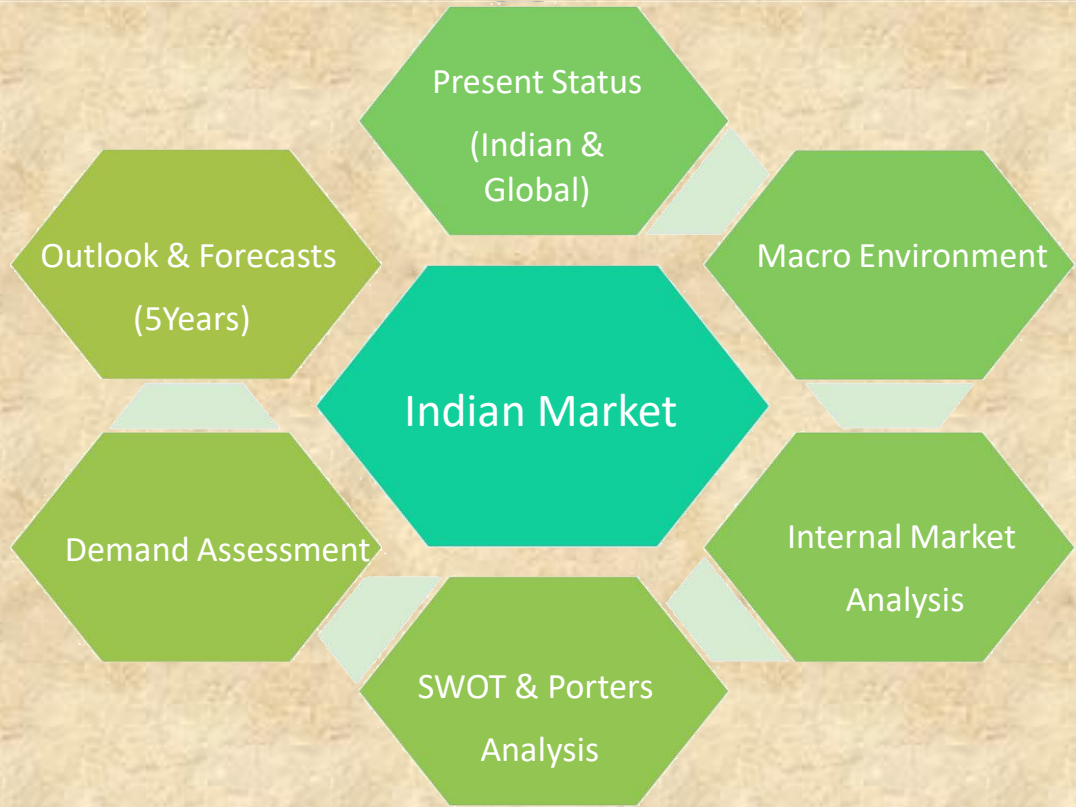 Present Status
(Indian &
Global)
Macro Environment
Internal Market
Analysis
SWOT & Porters
Analysis
Demand Assessment
Outlook & Forecasts
(5Years)
Indian Market